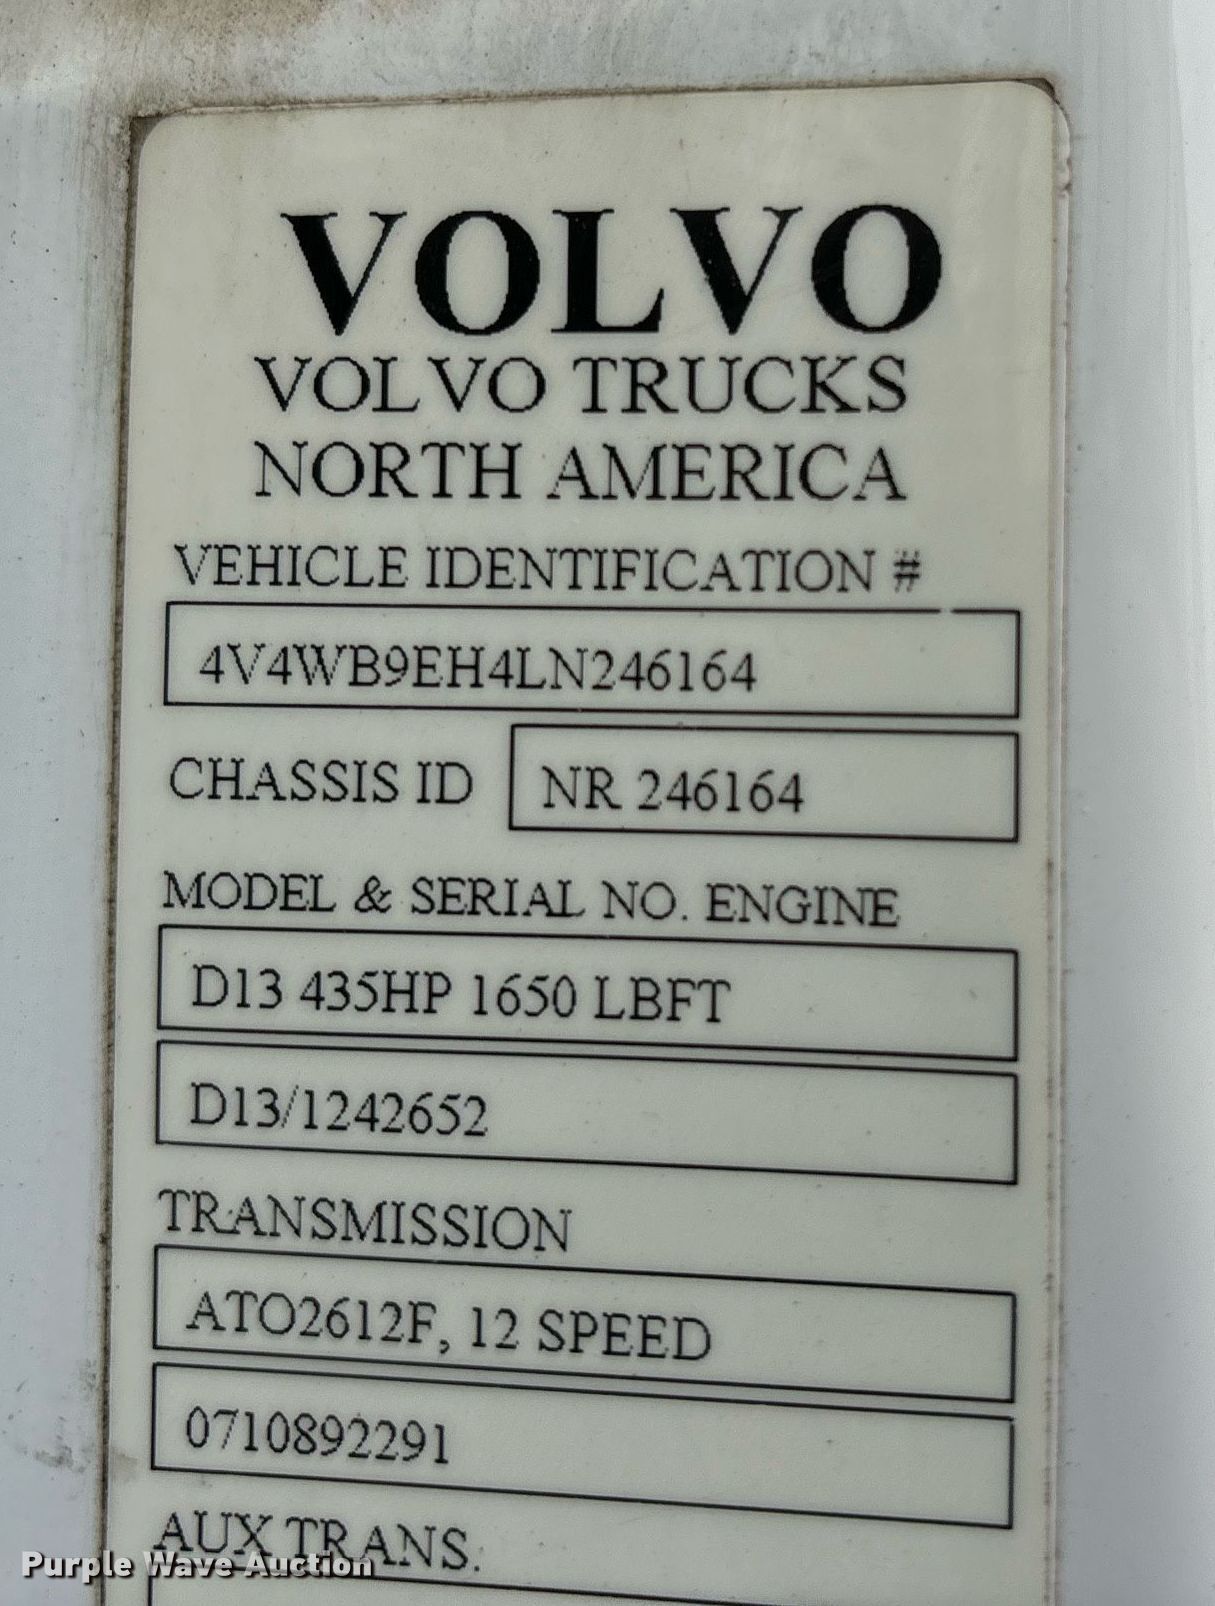 VOLVO
VOLVO TRUCKS
NORTH AMERICA
VEHICLE IDENTIFICATION #
4V4WB9EH4LN246164
CHASSIS ID NR 246164
MODEL & SERIAL NO. ENGINE
D13 435HP 1650 LBFT
D13/1242652
TRANSMISSION
ATO2612F, 12 SPEED
0710892291
AUX TRANS.
Purple Wave Auction